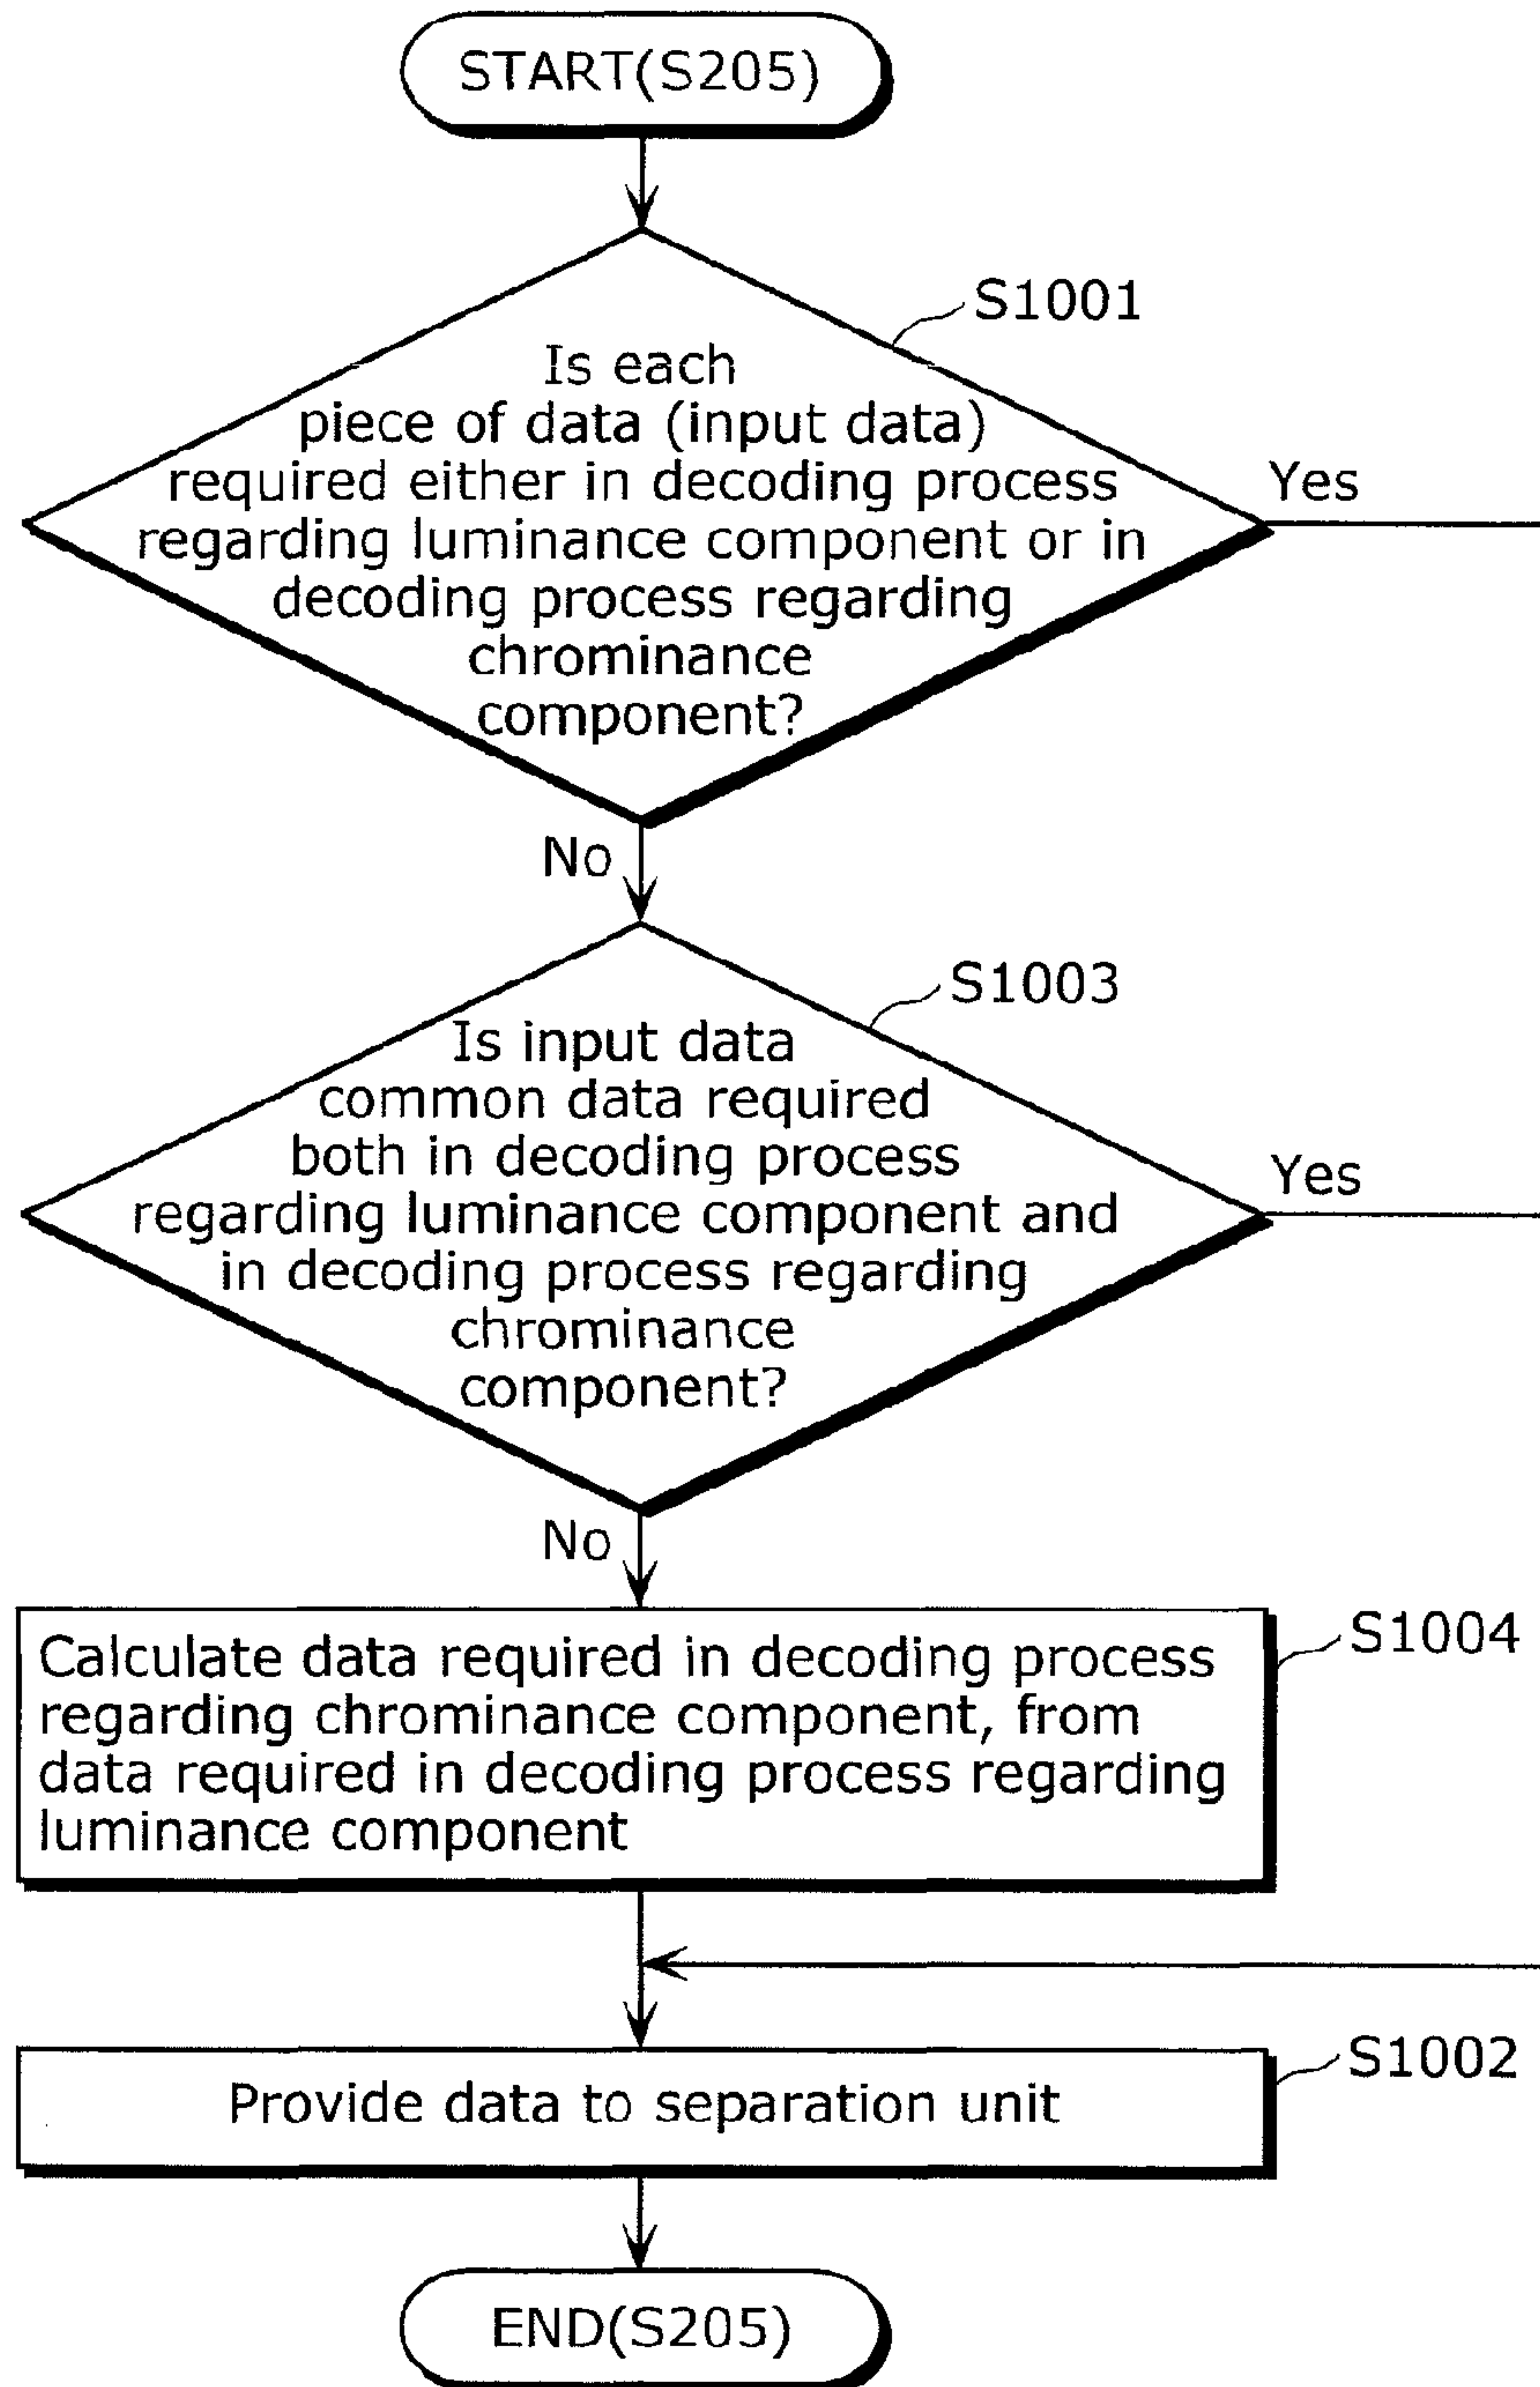 START(S205)
S1001
Is each
piece of data (input data)
required either in decoding process
regarding luminance component or in
decoding process regarding
chrominance
component?
Yes
No
S1003
Is input data
common data required
both in decoding process
regarding luminance component and
in decoding process regarding
chrominance
component?
Yes
No
S1004
Calculate data required in decoding process
regarding chrominance component, from
data required in decoding process regarding
luminance component
S1002
Provide data to separation unit
END(S205)